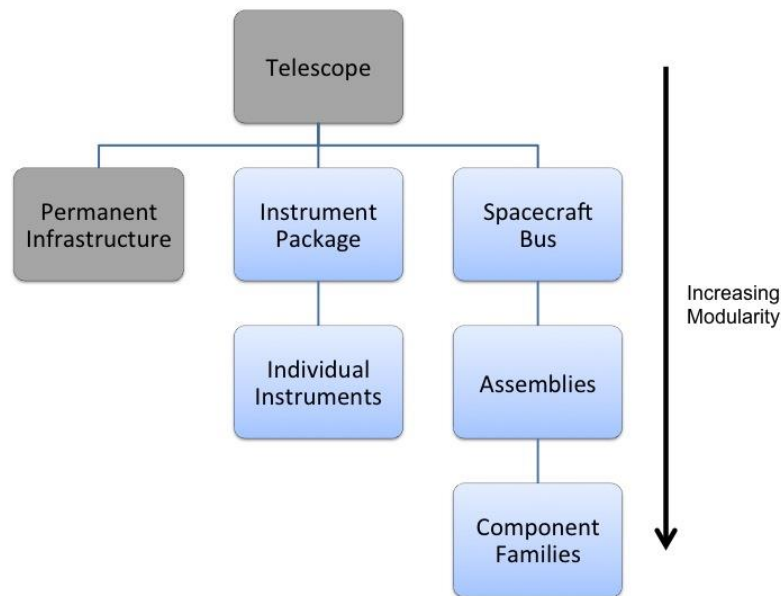 Telescope
Permanent
Infrastructure
Instrument
Package
Spacecraft
Bus
Increasing
Modularity
Individual
Instruments
Assemblies
Component
Families